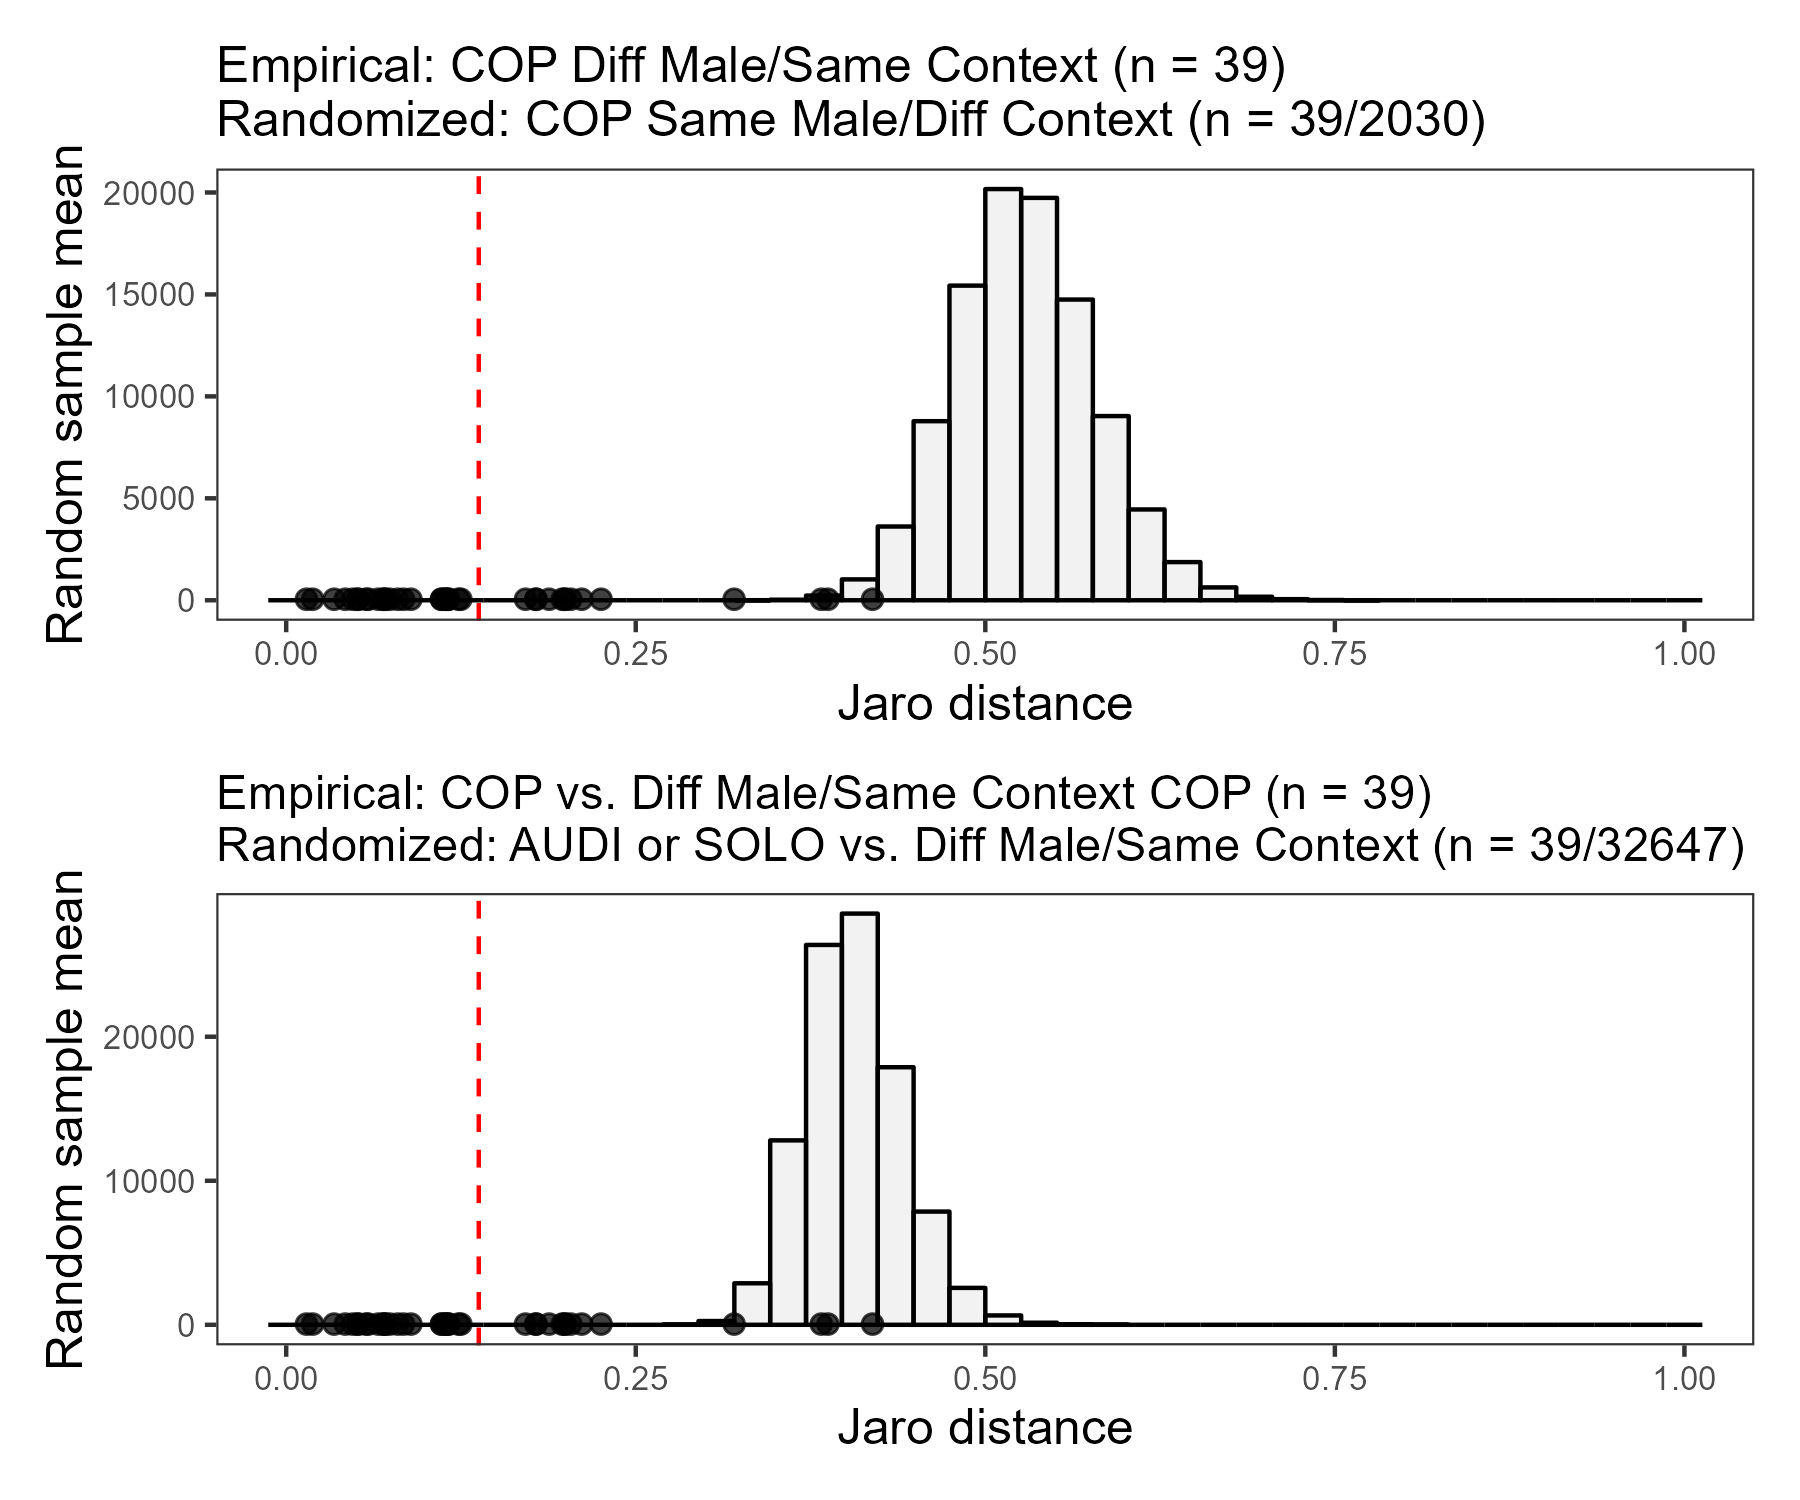 Empirical: COP Diff Male/Same Context (n = 39)
Randomized: COP Same Male/Diff Context (n = 39/2030)
Random sample mean
20000
15000
10000
5000
0
0.00 0.25 0.50 0.75 1.00
Jaro distance
Empirical: COP vs. Diff Male/Same Context COP (n = 39)
Randomized: AUDI or SOLO vs. Diff Male/Same Context (n = 39/32647)
Random sample mean
20000
10000
0
0.00 0.25 0.50 0.75 1.00
Jaro distance